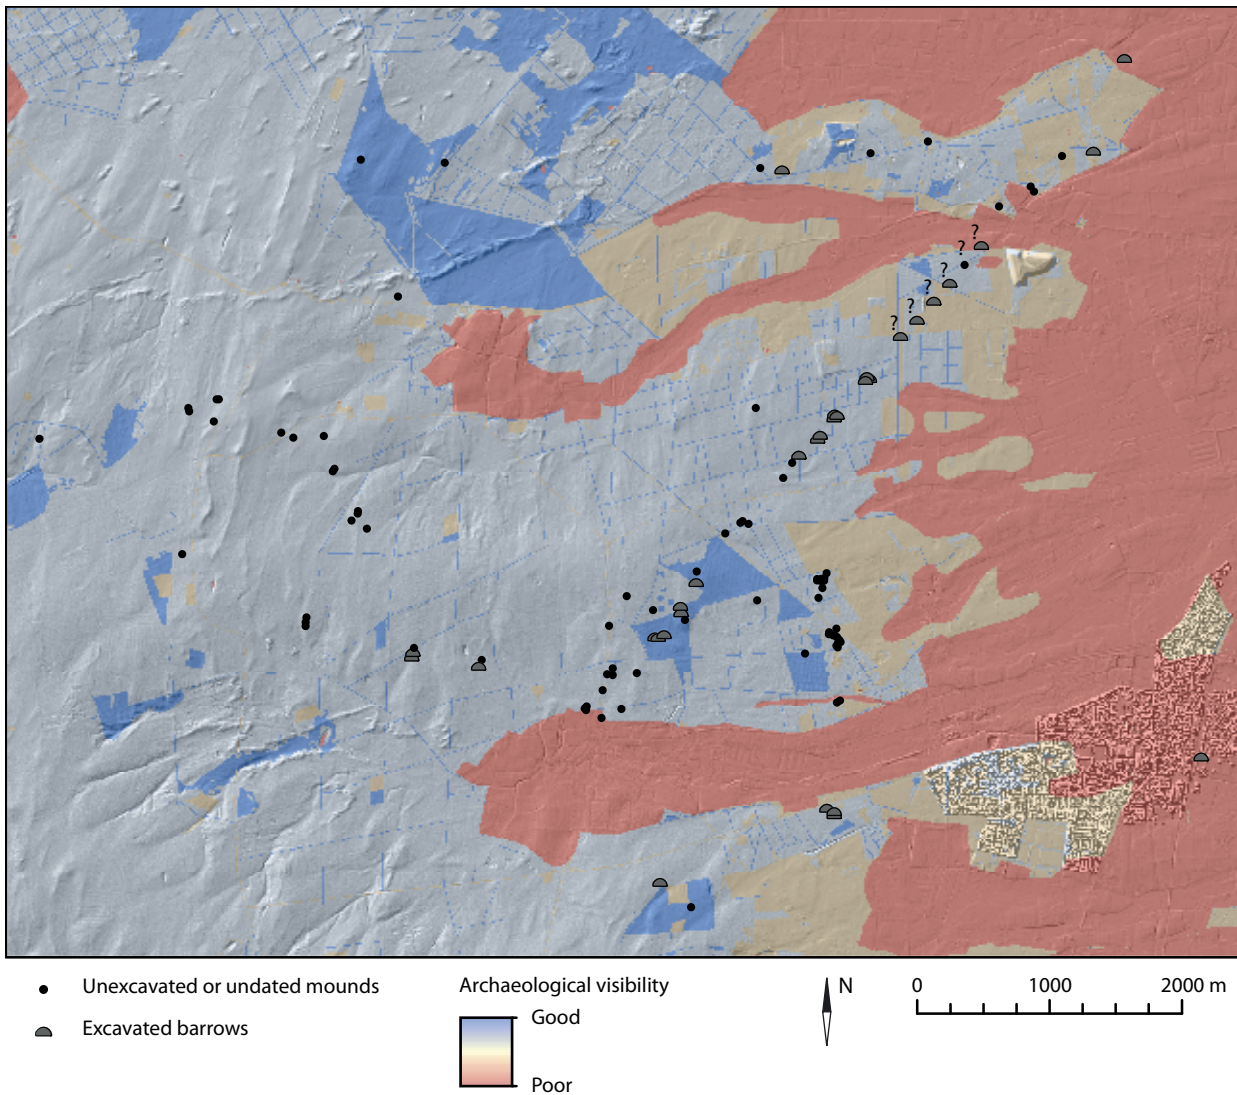 ?
?
?
?
?
?
Unexcavated or undated mounds
Excavated barrows
Archaeological visibility
Good
Poor
N
0 1000 2000 m